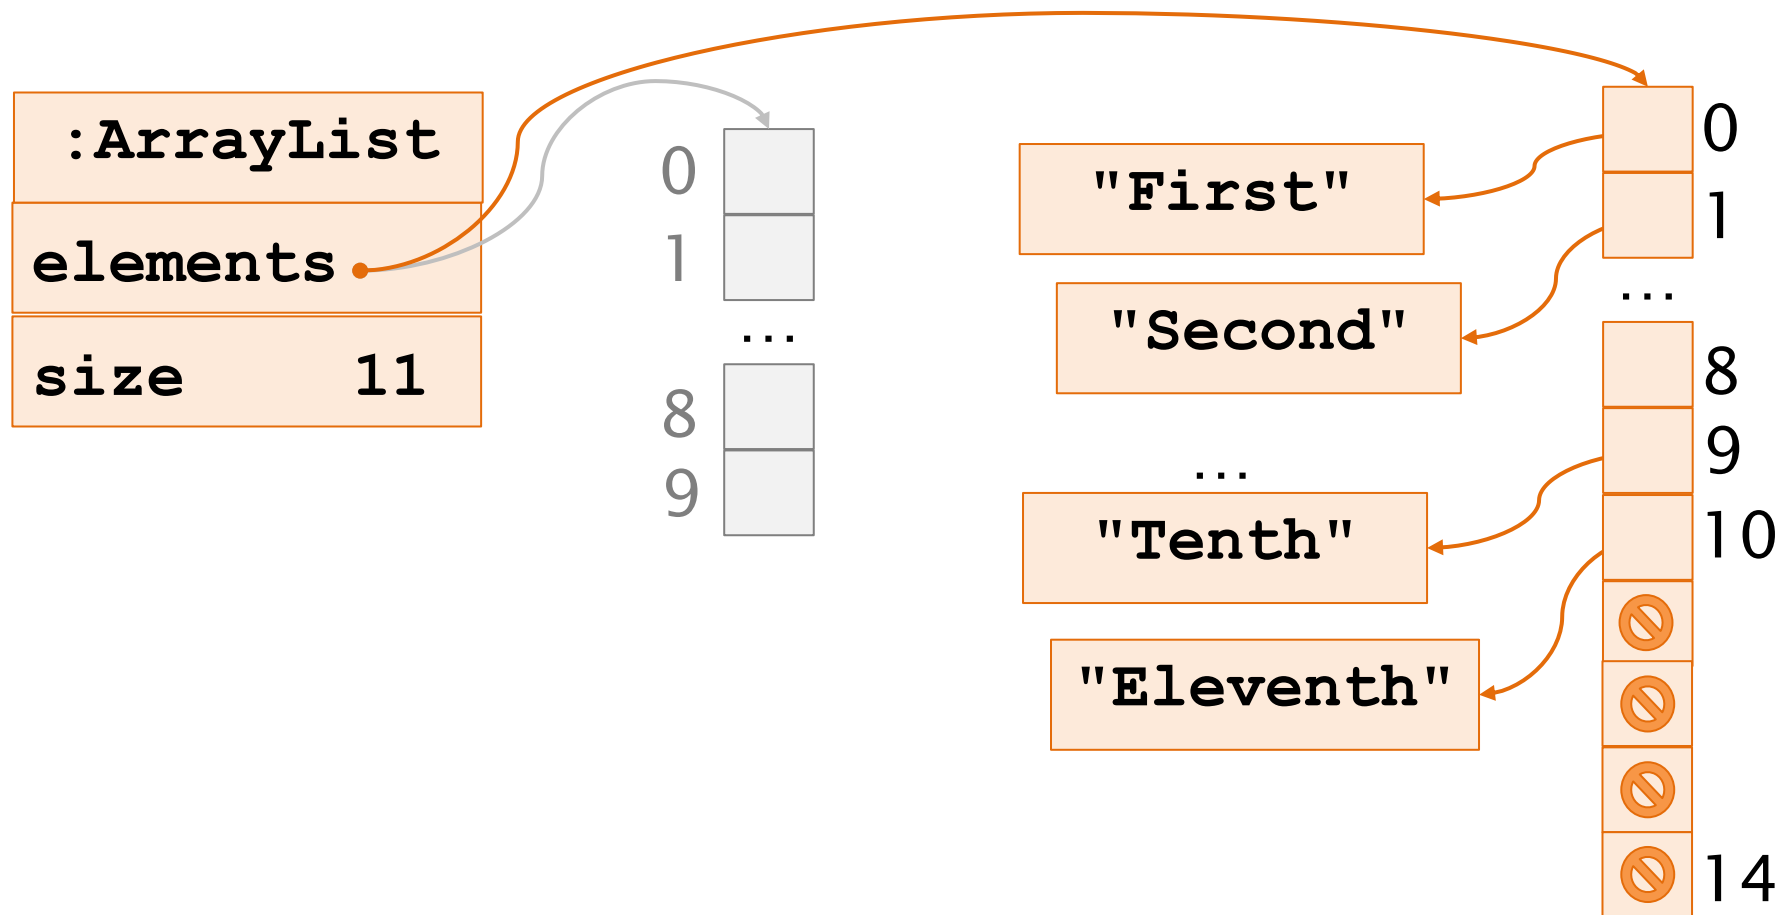 :ArrayList
elements
size 11
0
1
...
8
9
"First"
"Second"
...
"Tenth"
"Eleventh"
0
1
...
8
9
10
14